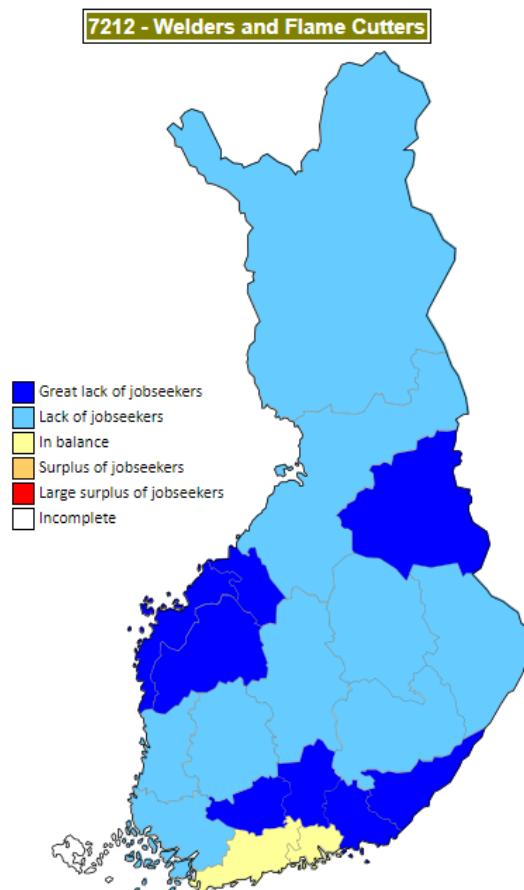 7212 - Welders and Flame Cutters
Great lack of jobseekers
Lack of jobseekers
In balance
Surplus of jobseekers
Large surplus of jobseekers
Incomplete